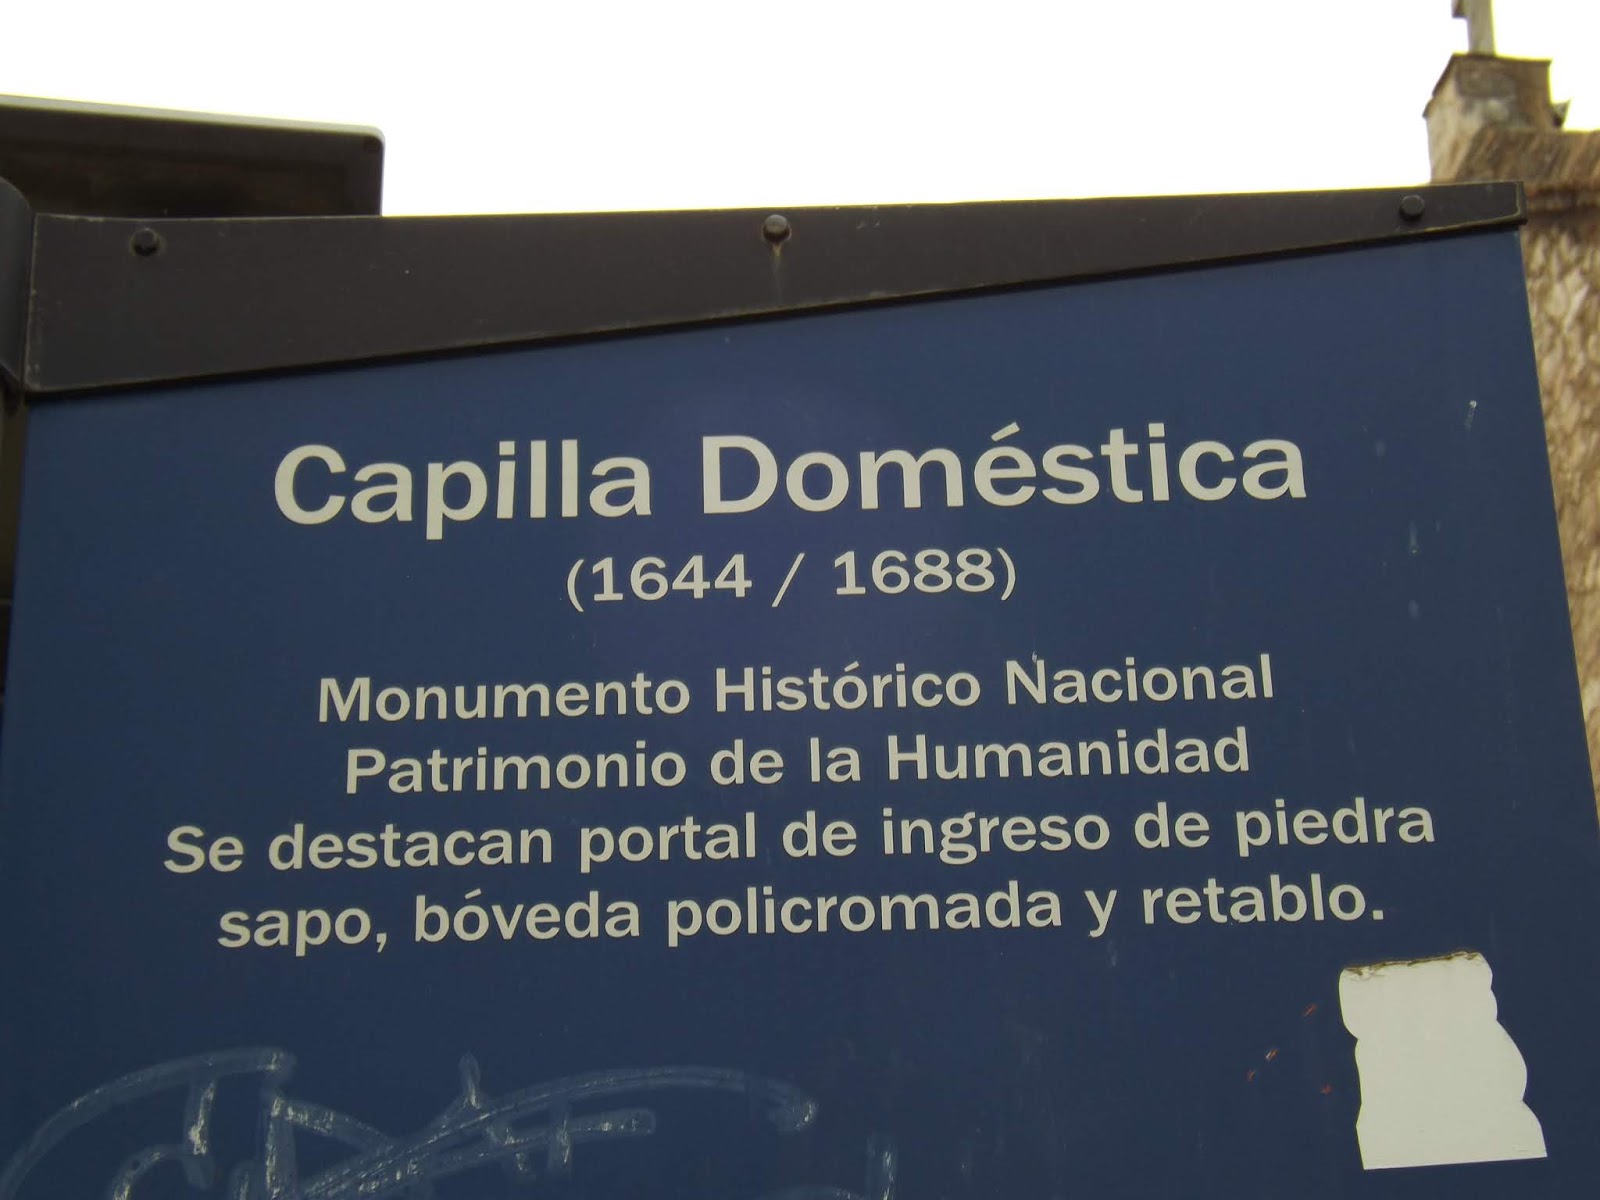 Capilla Doméstica
(1644 / 1688)
Monumento Histórico Nacional
Patrimonio de la Humanidad
Se destacan portal de ingreso de piedra
sapo, bóveda policromada y retablo.